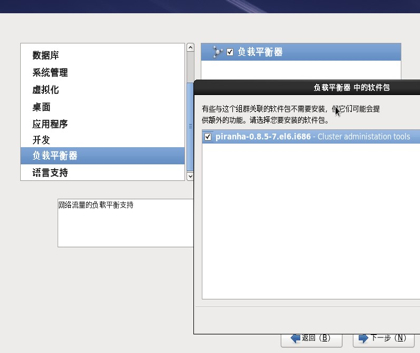 数据库
系统管理
虚拟化
桌面
应用程序
开发
负载平衡器
语言支持
负载平衡器
网络流量的负载平衡支持
负载平衡器 中的软件包
有些与这个组群关联的软件包不需要安装，但它们可能会提
供额外的功能。请选择您要安装的软件包。
piranha-0.8.5-7.el6.i686 - Cluster administation tools
返回（B）
下一步（N）